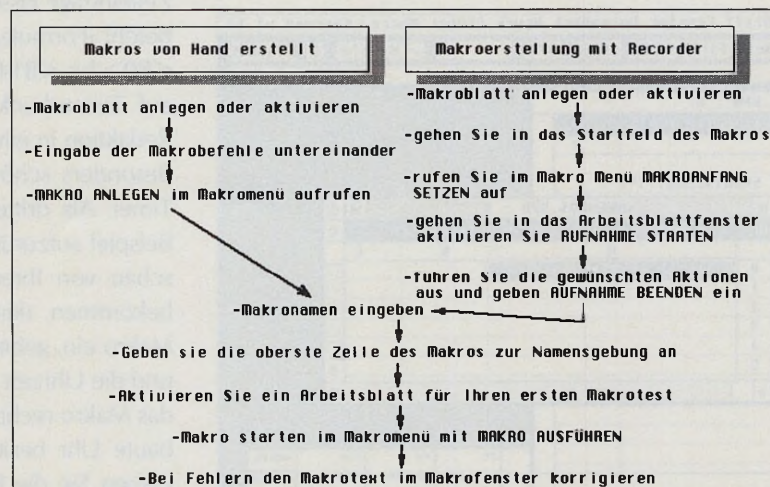 Makros von Hand erstellt
-Makroblatt anlegen oder aktivieren
-Eingabe der Makrobefehle untereinander
-MAKRO ANLEGEN im Makromenü aufrufen
Makroerstellung mit Recorder
-Makroblatt anlegen oder aktivieren
-gehen Sie in das Startfeld des Makros
-rufen Sie im Makro Menü MAKROANFANG
SETZEN auf
-gehen Sie in das Arbeitsblattfenster
aktivieren Sie AUFNAHME STARTEN
-führen Sie die gewünschten Aktionen
aus und geben AUFNAHME BEENDEN ein
-Makronamen eingeben
-Geben sie die oberste Zelle des Makros zur Namensgebung an
-Aktivieren Sie ein Arbeitsblatt für Ihren ersten Makrotest
-Makro starten im Makromenü mit MAKRO AUSFÜHREN
-Bei Fehlern den Makrotext im Makrofenster korrigieren